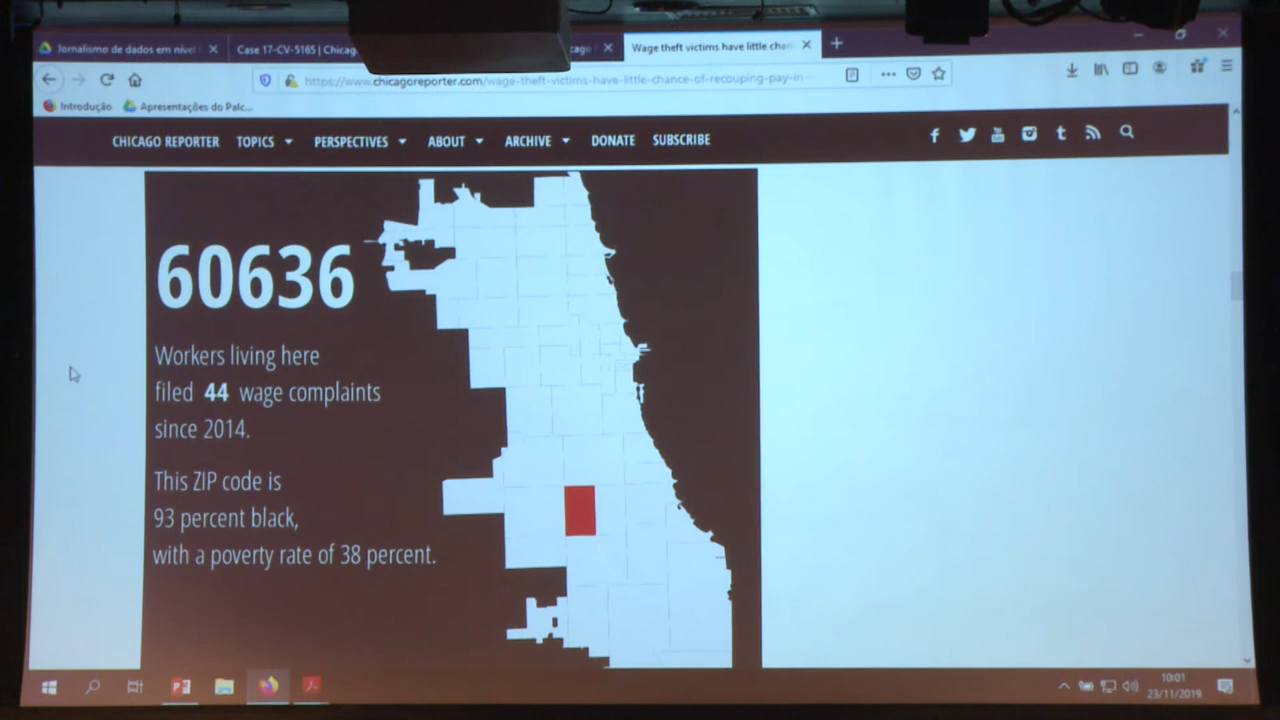 Jornalismo de dados em nível
Case 17-CV-5165 | Chicag
cago
Wage theft victims have little chan
https://www.chicagoreporter.com/wage-theft-victims-have-little-chance-of-recouping-pay-in-
Introdução
Apresentações do Palc...
CHICAGO REPORTER TOPICS PERSPECTIVES ABOUT ARCHIVE DONATE SUBSCRIBE
60636
Workers living here
filed 44 wage complaints
since 2014.
This ZIP code is
93 percent black,
with a poverty rate of 38 percent.
10:01
23/11/2019